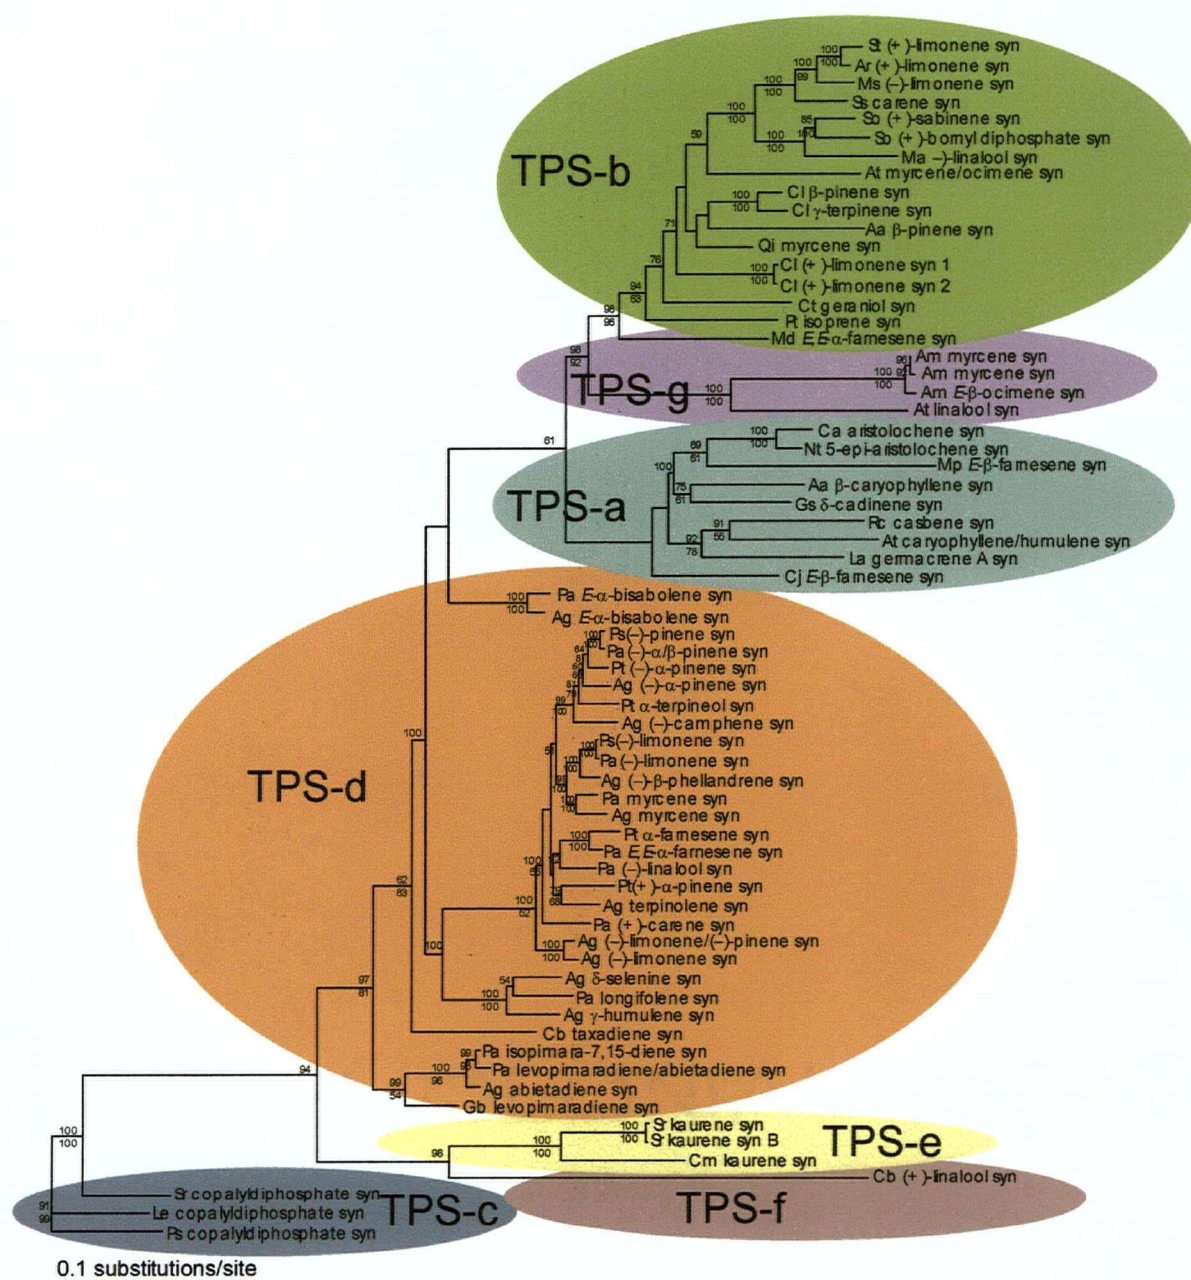 St (+)-limonene syn
Ar (+)-limonene syn
Ms (–)-limonene syn
Ss carene syn
So (+)-sabinene syn
So (+)-bornyl diphosphate syn
Ma –)-linalool syn
At myrcene/ocimene syn
TPS-b
Cl β-pinene syn
Cl γ-terpinene syn
Aa β-pinene syn
Qi myrcene syn
Cl (+)-limonene syn 1
Cl (+)-limonene syn 2
Ct geraniol syn
Pt isoprene syn
Md E,E-α-farnesene syn
Am myrcene syn
Am myrcene syn
TPS-g
Am E-β-ocimene syn
At linalool syn
Ca aristolochene syn
Nt 5-epi-aristolochene syn
Mp E-β-farnesene syn
Aa β-caryophyllene syn
TPS-a
Gs δ-cadinene syn
Rc casbene syn
At caryophyllene/humulene syn
La germacrene A syn
Cj E-β-farnesene syn
Pa E-α-bisabolene syn
Ag E-α-bisabolene syn
Ps(–)-pinene syn
Pa (–)-α/β-pinene syn
Pt (–)-α-pinene syn
Ag (–)-α-pinene syn
Pt α-terpineol syn
Ag (–)-camphene syn
Ps(–)-limonene syn
Pa (–)-limonene syn
Ag (–)-β-phellandrene syn
TPS-d
Pa myrcene syn
Ag myrcene syn
Pt α-farnesene syn
Pa E,E-α-farnesene syn
Pa (–)-linalool syn
Pt(+)-α-pinene syn
Ag terpinolene syn
Pa (+)-carene syn
Ag (–)-limonene/(–)-pinene syn
Ag (–)-limonene syn
Ag δ-selenine syn
Pa longifolene syn
Ag γ-humulene syn
Cb taxadiene syn
Pa isopimara-7,15-diene syn
Pa levopimaradiene/abietadiene syn
Ag abietadiene syn
Gb levopimaradiene syn
Sr kaurene syn
Sr kaurene syn B
TPS-e
Cm kaurene syn
Cb (+)-linalool syn
Sr copalyldiphosphate syn
Le copalyldiphosphate syn
TPS-c
TPS-f
Ps copalyldiphosphate syn
0.1 substitutions/site